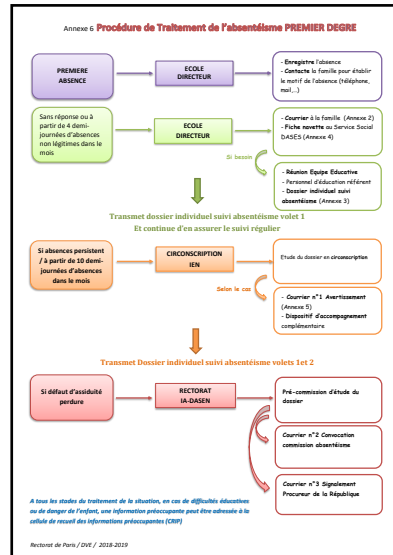 Annexe 6 Procédure de Traitement de l'absentéisme PREMIER DEGRE
PREMIERE
ABSENCE
ECOLE
DIRECTEUR
- Enregistre l'absence
- Contacte la famille pour établir
le motif de l'absence (téléphone,
mail,...)
Sans réponse ou à
partir de 4 demi-
journées d'absences
non légitimes dans le
mois
ECOLE
DIRECTEUR
- Courrier à la famille (Annexe 2)
- Fiche navette au Service Social
DASES (Annexe 4)
Si besoin
- Réunion Equipe Educative
- Personnel d'éducation référent
- Dossier individuel suivi
absentéisme (Annexe 3)
Transmet dossier individuel suivi absentéisme volet 1
Et continue d'en assurer le suivi régulier
Si absences persistent
/ à partir de 10 demi-
journées d'absences
dans le mois
CIRCONSCRIPTION
IEN
Etude du dossier en circonscription
Selon le cas
- Courrier n°1 Avertissement
(Annexe 5)
- Dispositif d'accompagnement
complémentaire
Transmet Dossier individuel suivi absentéisme volets 1et 2
Si défaut d'assiduité
perdure
RECTORAT
IA-DASEN
Pré-commission d'étude du
dossier
Courrier n°2 Convocation
commission absentéisme
Courrier n°3 Signalement
Procureur de la République
A tous les stades du traitement de la situation, en cas de difficultés éducatives
ou de danger de l'enfant, une information préoccupante peut être adressée à la
cellule de recueil des informations préoccupantes (CRIP)
Rectorat de Paris / DVE / 2018-2019